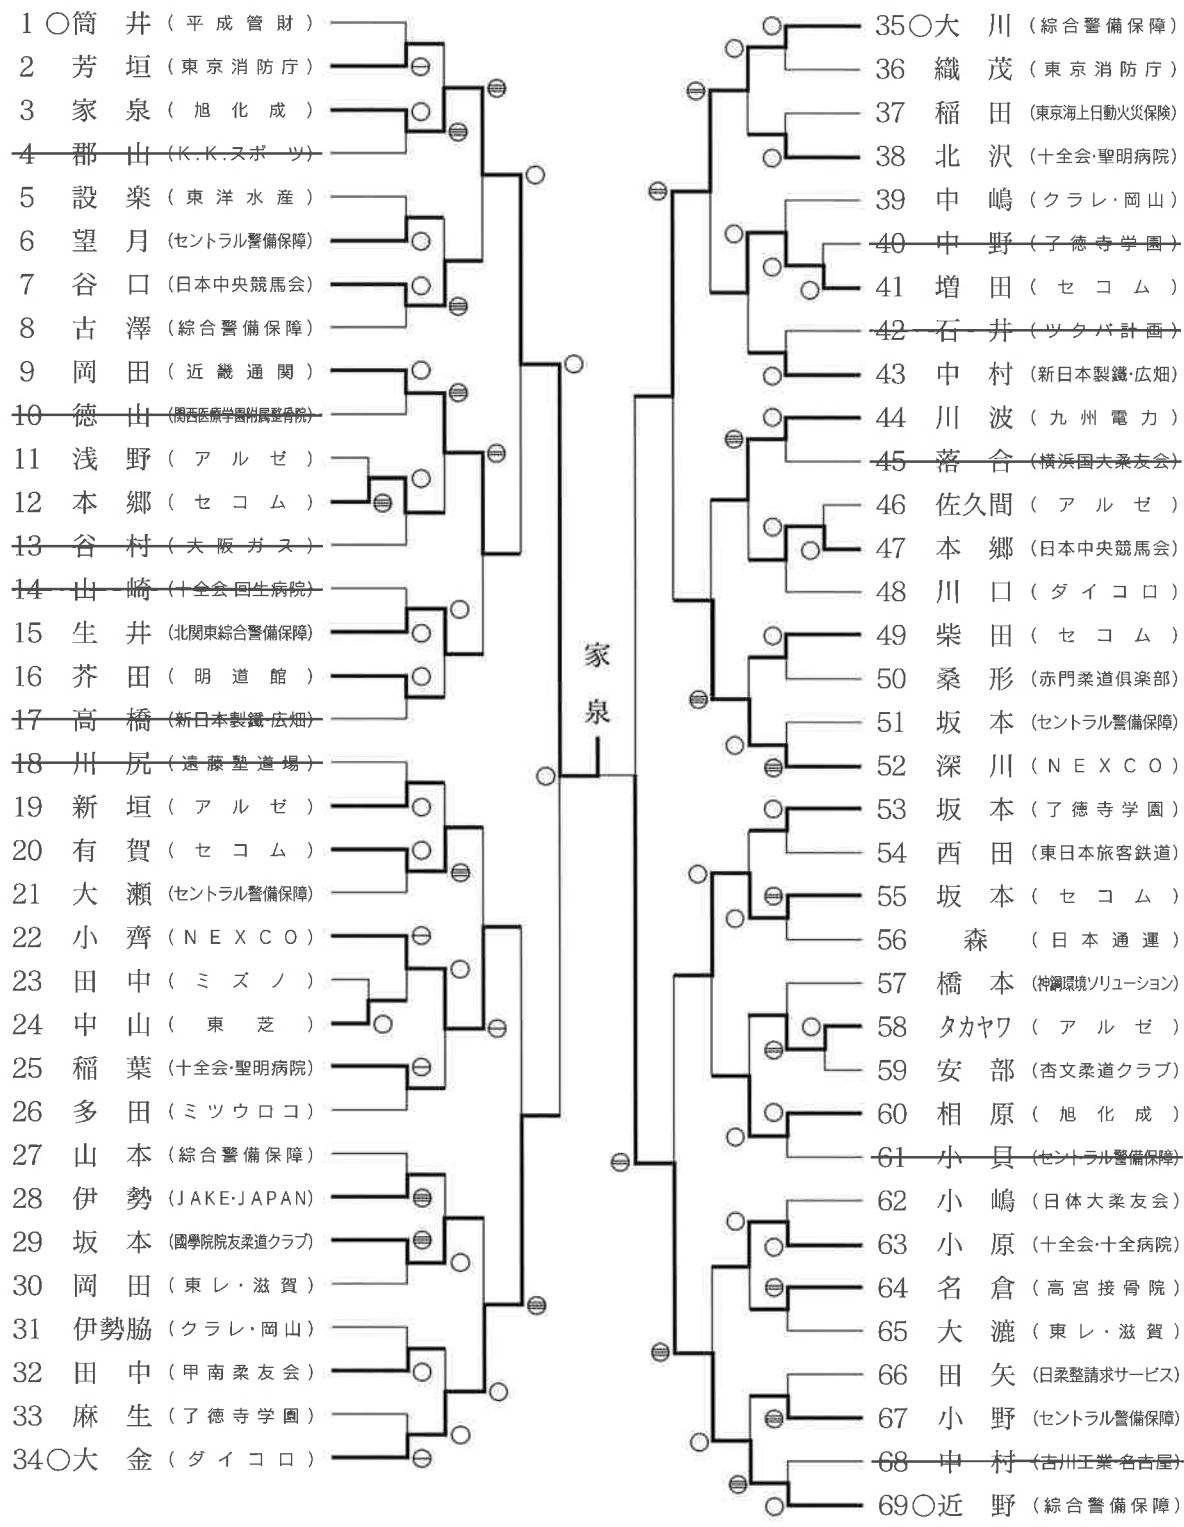 1 ○筒井 (平成管財)
2 芳垣 (東京消防庁)
3 家泉 (旭化成)
4 郡山 (K.K.スポーツ)
5 設楽 (東洋水産)
6 望月 (セントラル警備保障)
7 谷口 (日本中央競馬会)
8 古澤 (綜合警備保障)
9 岡田 (近畿通関)
10 徳山 (関西医療学園附属整骨院)
11 浅野 (アルゼ)
12 本郷 (セコム)
13 谷村 (大阪ガス)
14 山崎 (十全会・回生病院)
15 生井 (北関東綜合警備保障)
16 芥田 (明道館)
17 高橋 (新日本製鐵・広畑)
18 川尻 (遠藤塾道場)
19 新垣 (アルゼ)
20 有賀 (セコム)
21 大瀬 (セントラル警備保障)
22 小齊 (NEXCO)
23 田中 (ミズノ)
24 中山 (東芝)
25 稲葉 (十全会・聖明病院)
26 多田 (ミツウロコ)
27 山本 (綜合警備保障)
28 伊勢 (JAKE・JAPAN)
29 坂本 (國學院院友柔道クラブ)
30 岡田 (東レ・滋賀)
31 伊勢脇 (クラレ・岡山)
32 田中 (甲南柔友会)
33 麻生 (了徳寺学園)
34○大金 (ダイコロ)
家泉
35○大川 (綜合警備保障)
36 織茂 (東京消防庁)
37 稲田 (東京海上日動火災保険)
38 北沢 (十全会・聖明病院)
39 中嶋 (クラレ・岡山)
40 中野 (了徳寺学園)
41 増田 (セコム)
42 石井 (ツクバ計画)
43 中村 (新日本製鐵・広畑)
44 川波 (九州電力)
45 落合 (横浜国大柔友会)
46 佐久間 (アルゼ)
47 本郷 (日本中央競馬会)
48 川口 (ダイコロ)
49 柴田 (セコム)
50 桑形 (赤門柔道倶楽部)
51 坂本 (セントラル警備保障)
52 深川 (NEXCO)
53 坂本 (了徳寺学園)
54 西田 (東日本旅客鉄道)
55 坂本 (セコム)
56 森 (日本通運)
57 橋本 (神鋼環境ソリューション)
58 タカヤワ (アルゼ)
59 安部 (杏文柔道クラブ)
60 相原 (旭化成)
61 小貝 (セントラル警備保障)
62 小嶋 (日体大柔友会)
63 小原 (十全会・十全病院)
64 名倉 (高宮接骨院)
65 大漉 (東レ・滋賀)
66 田矢 (日柔整請求サービス)
67 小野 (セントラル警備保障)
68 中村 (吉川工業・名古屋)
69○近野 (綜合警備保障)